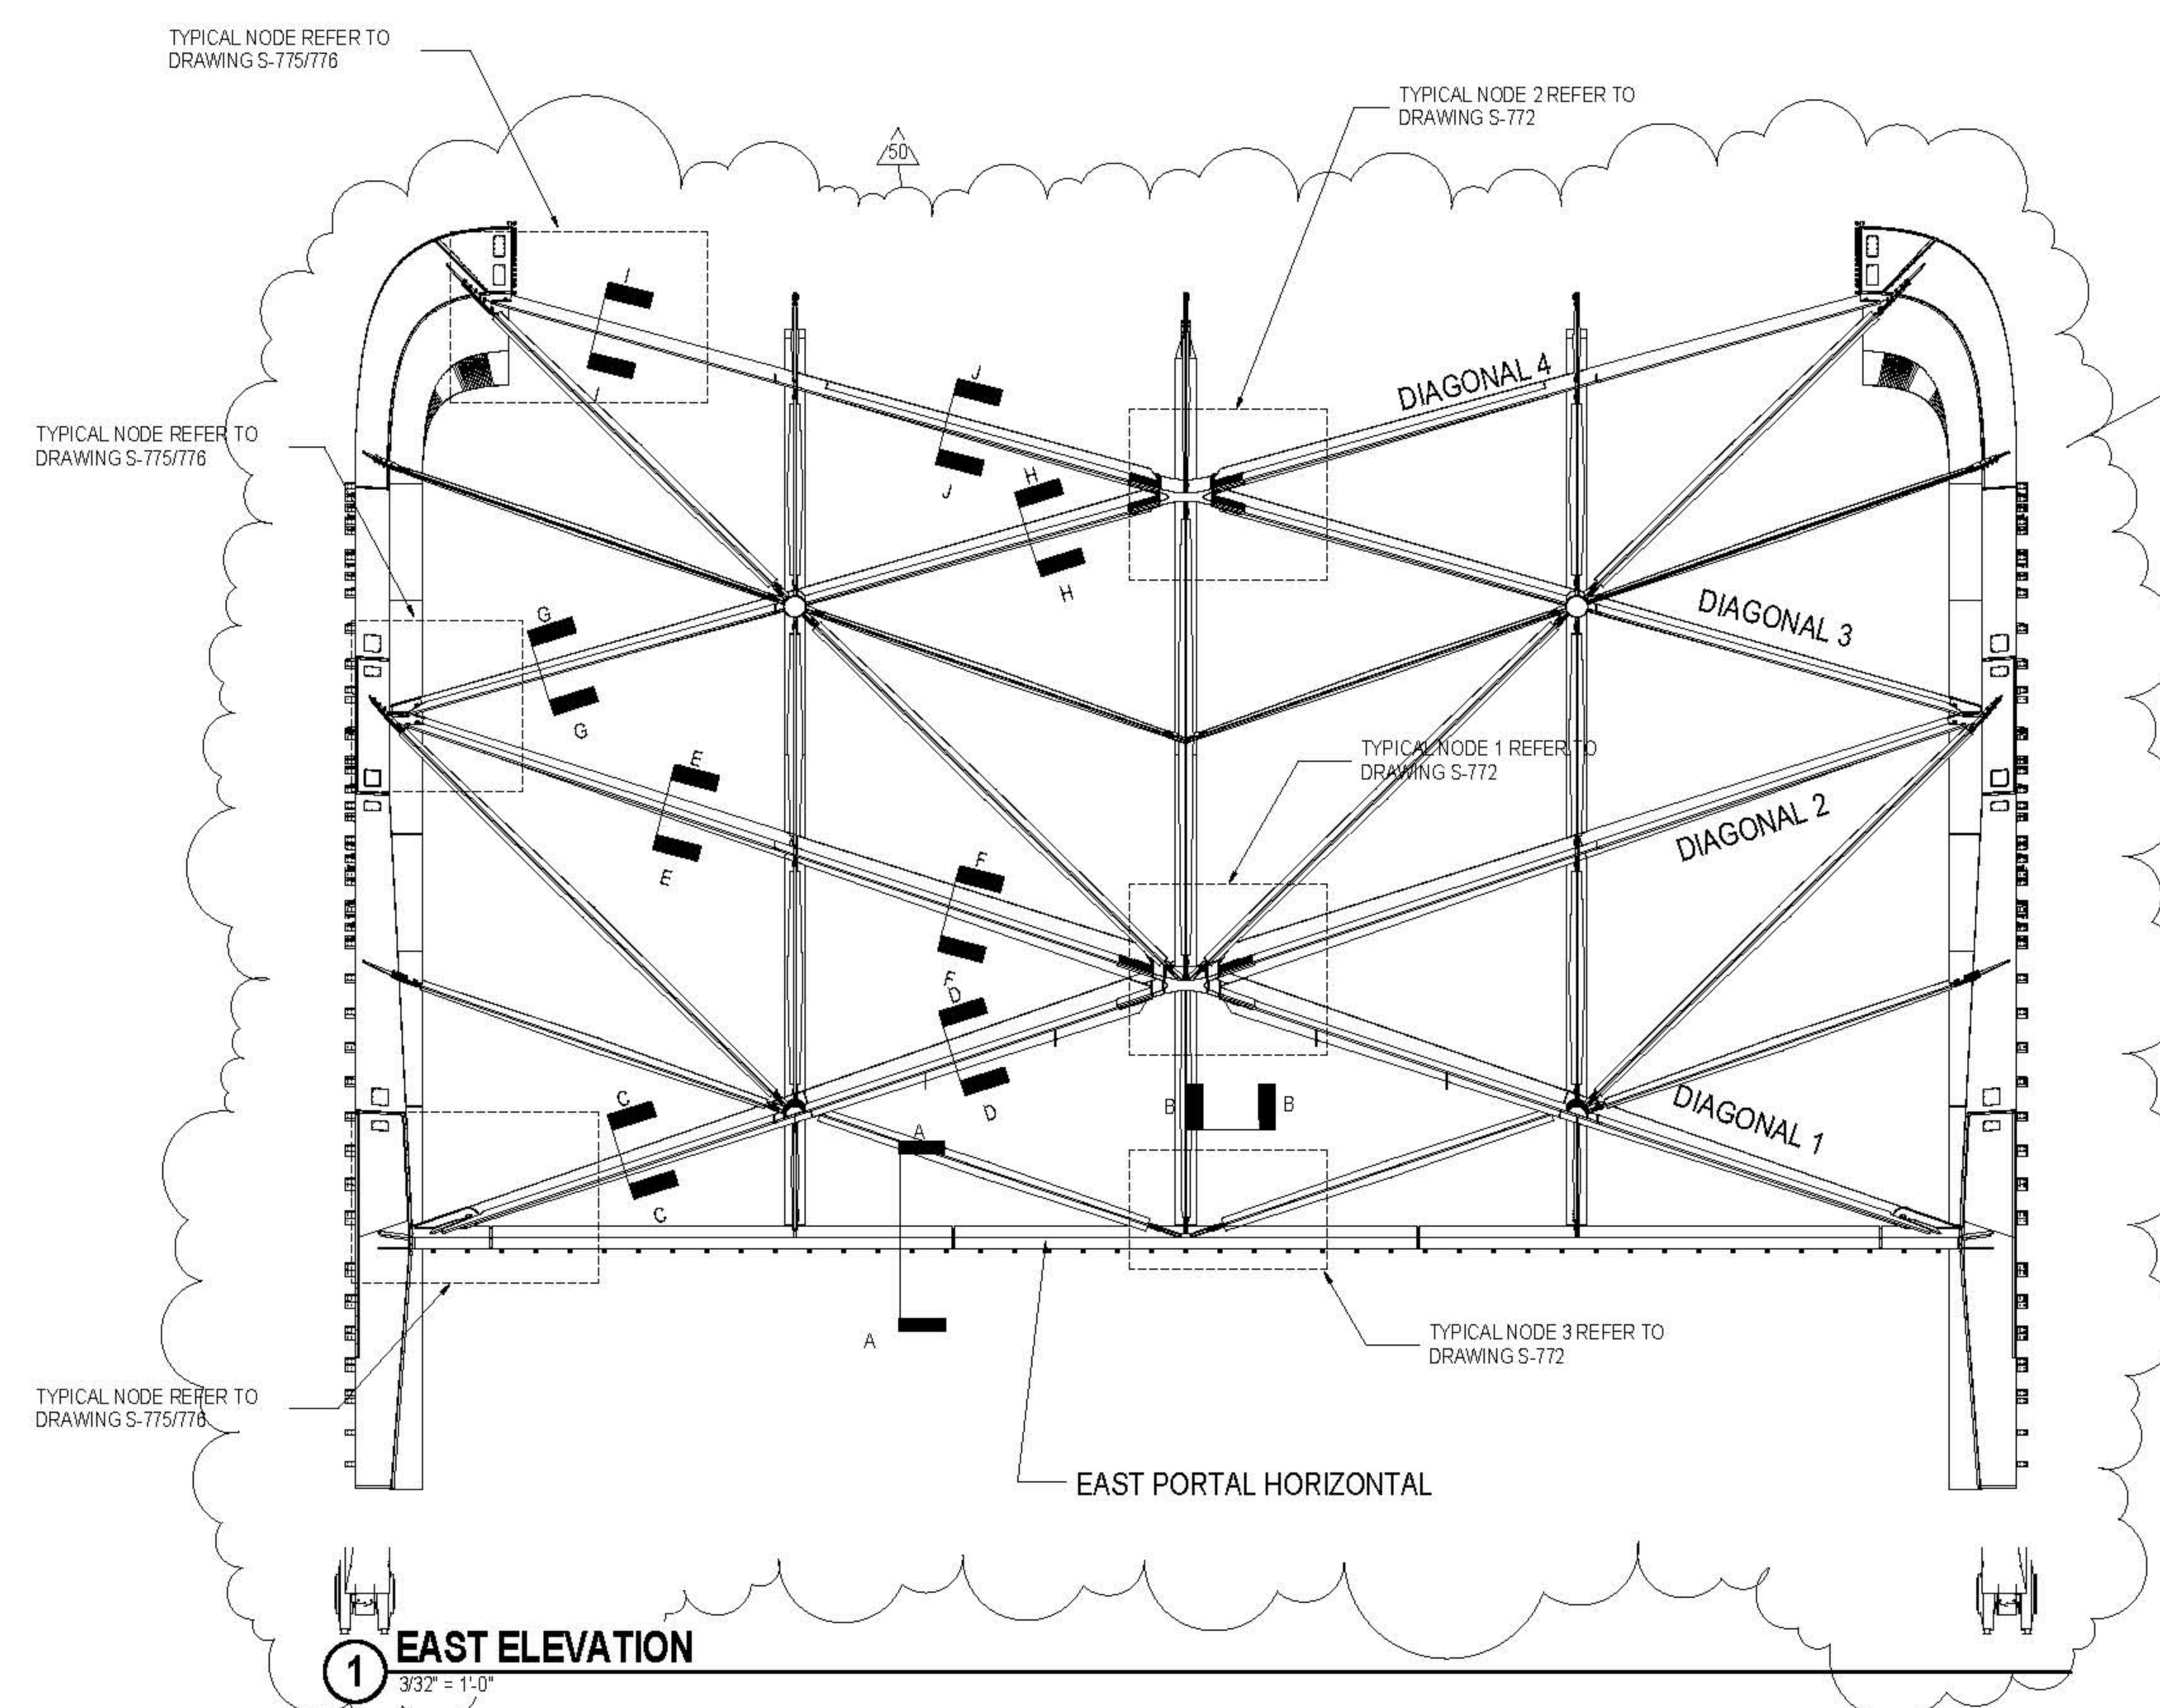 TYPICAL NODE REFER TO
DRAWING S-775/776
TYPICAL NODE 2 REFER TO
DRAWING S-772
50
I
I
J
J
DIAGONAL 4
TYPICAL NODE REFER TO
DRAWING S-775/776
H
H
G
G
DIAGONAL 3
TYPICAL NODE 1 REFER TO
DRAWING S-772
E
E
DIAGONAL 2
F
F
D
D
C
C
B
B
DIAGONAL 1
A
A
TYPICAL NODE 3 REFER TO
DRAWING S-772
TYPICAL NODE REFER TO
DRAWING S-775/776
EAST PORTAL HORIZONTAL
1
EAST ELEVATION
3/32" = 1'-0"